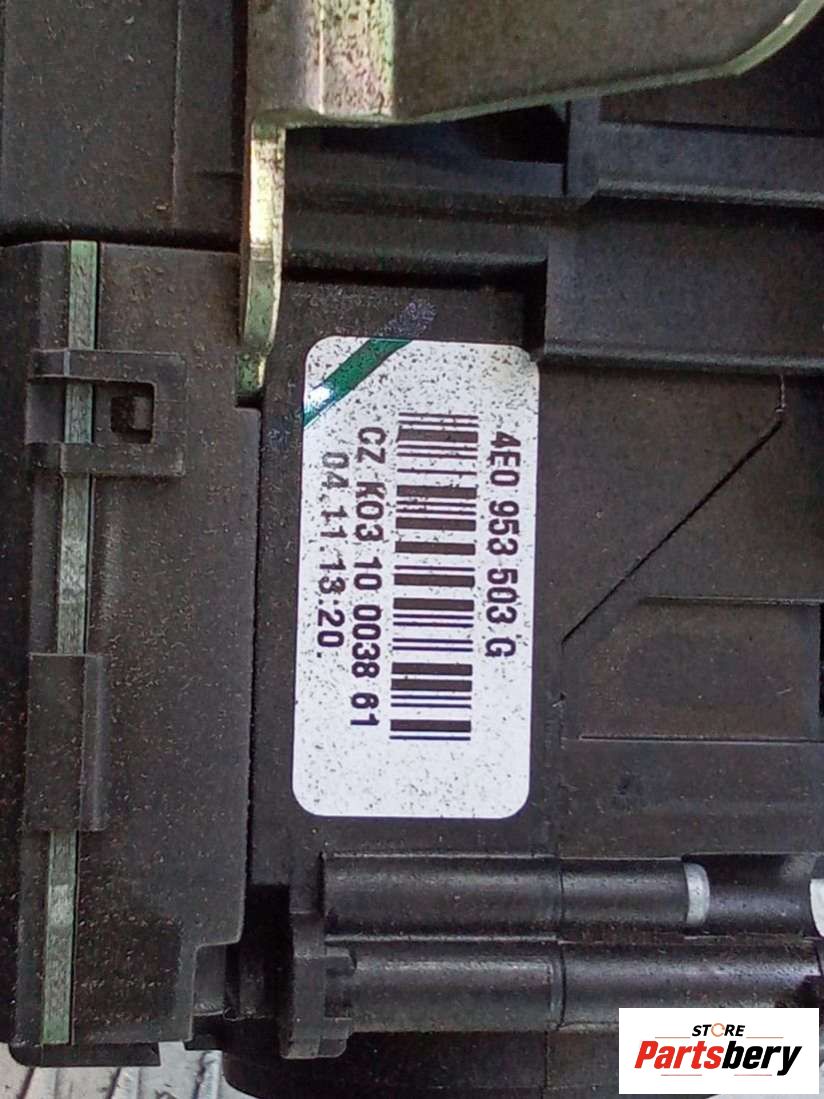 4E0 953 503 G
CZ K03 10 0038 61
04.11.13:20.
STORE
Partsbery